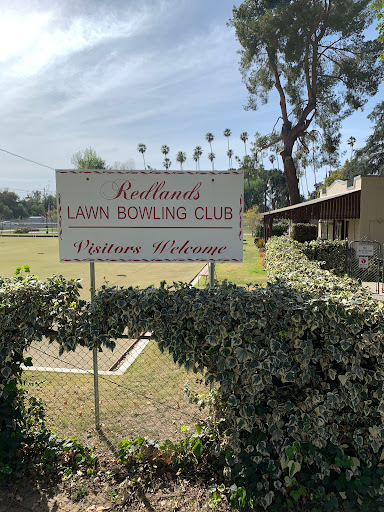 Redlands
LAWN BOWLING CLUB
Visitors Welcome